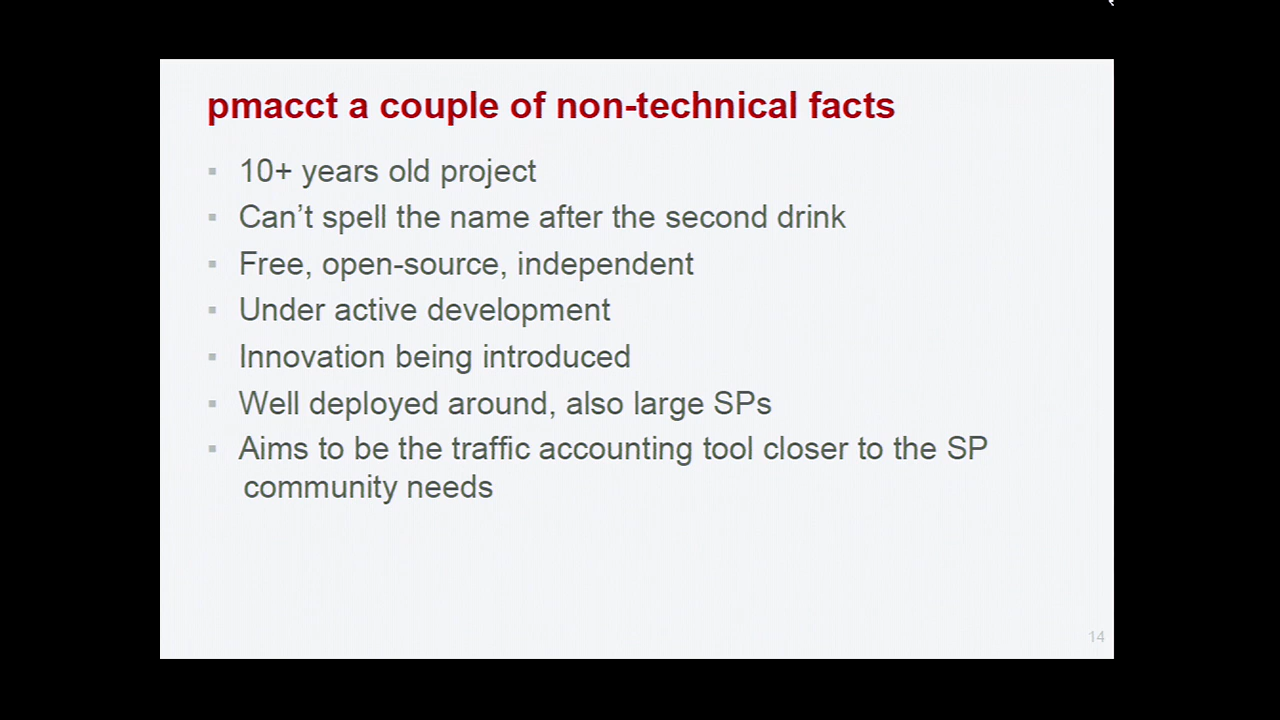 pmacct a couple of non-technical facts
10+ years old project
Can’t spell the name after the second drink
Free, open-source, independent
Under active development
Innovation being introduced
Well deployed around, also large SPs
Aims to be the traffic accounting tool closer to the SP
community needs
14